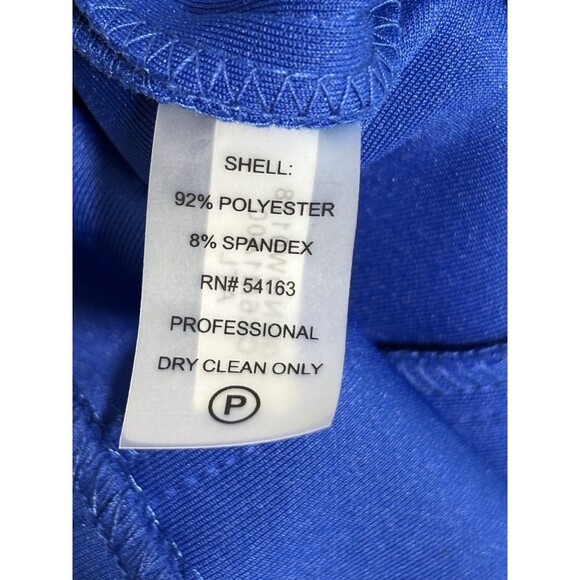 SHELL:
92% POLYESTER
8% SPANDEX
RN# 54163
PROFESSIONAL
DRY CLEAN ONLY
P